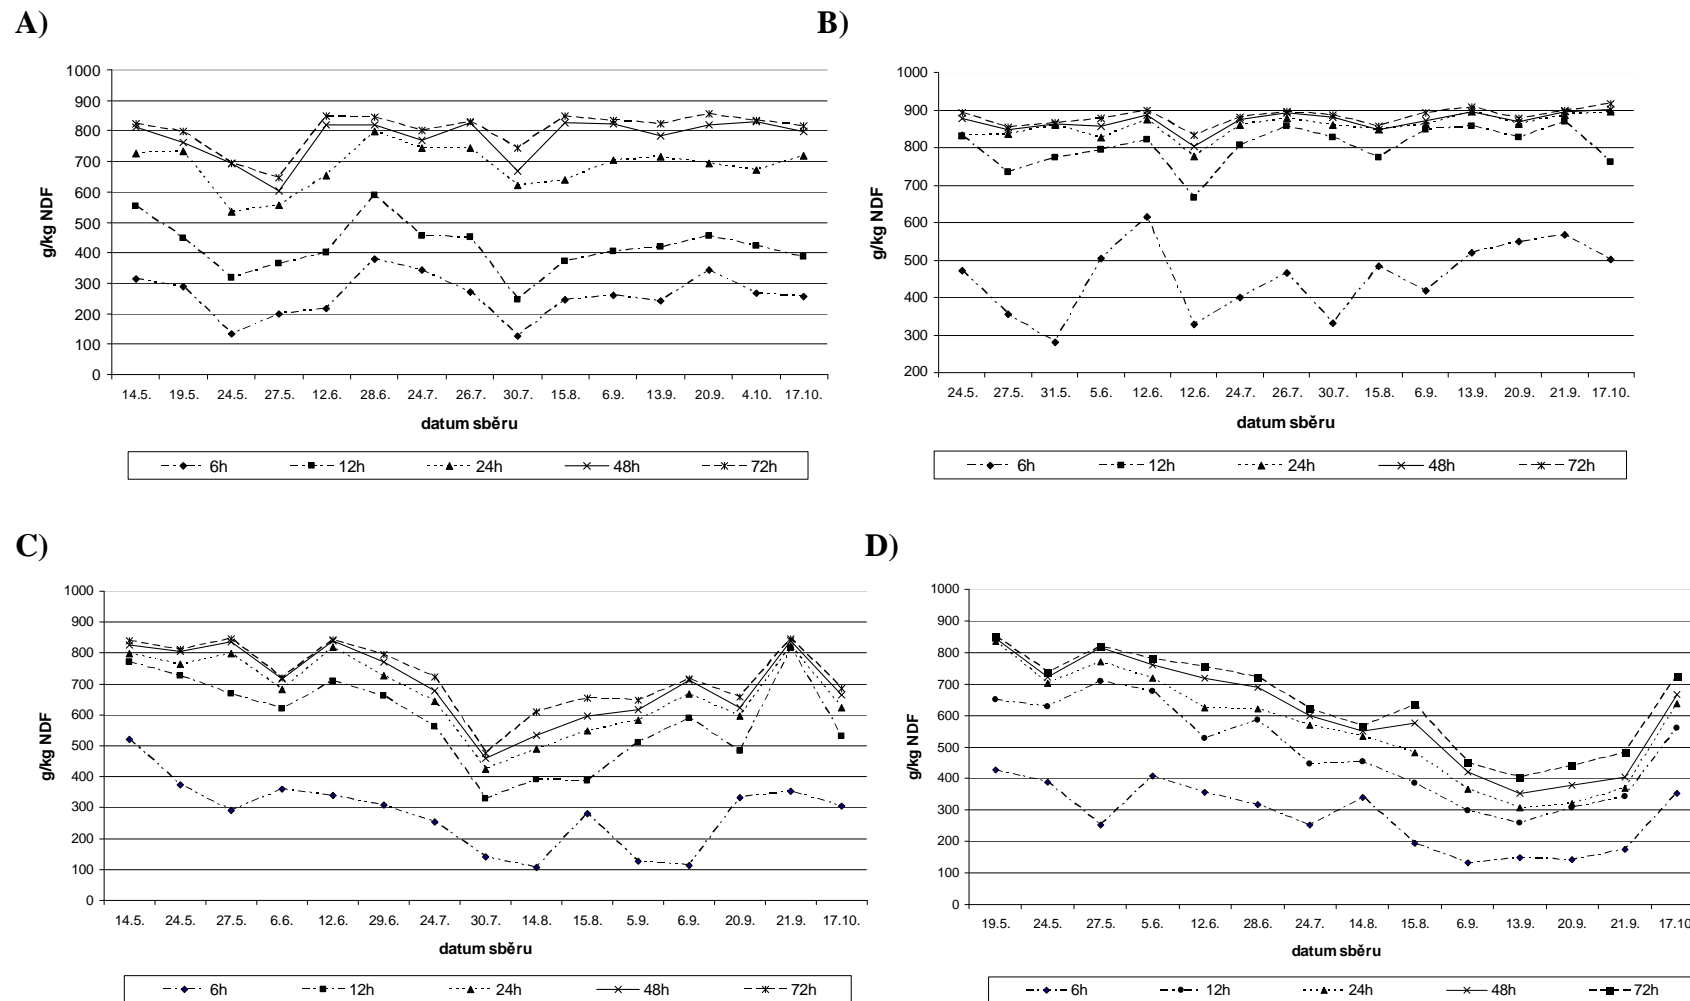 A)
1000
900
800
700
600
500
400
300
200
100
0
g/kg NDF
14.5. 19.5. 24.5. 27.5. 12.6. 28.6. 24.7. 26.7. 30.7. 15.8. 6.9. 13.9. 20.9. 4.10. 17.10.
datum sběru
6h 12h 24h 48h 72h
B)
1000
900
800
700
600
500
400
300
200
g/kg NDF
24.5. 27.5. 31.5. 5.6. 12.6. 12.6. 24.7. 26.7. 30.7. 15.8. 6.9. 13.9. 20.9. 21.9. 17.10.
datum sběru
6h 12h 24h 48h 72h
C)
1000
900
800
700
600
500
400
300
200
100
0
g/kg NDF
14.5. 24.5. 27.5. 6.6. 12.6. 29.6. 24.7. 30.7. 14.8. 15.8. 5.9. 6.9. 20.9. 21.9. 17.10.
datum sběru
6h 12h 24h 48h 72h
D)
1000
900
800
700
600
500
400
300
200
100
0
g/kg NDF
19.5. 24.5. 27.5. 5.6. 12.6. 28.6. 24.7. 14.8. 15.8. 6.9. 13.9. 20.9. 21.9. 17.10
datum sběru
6h 12h 24h 48h 72h